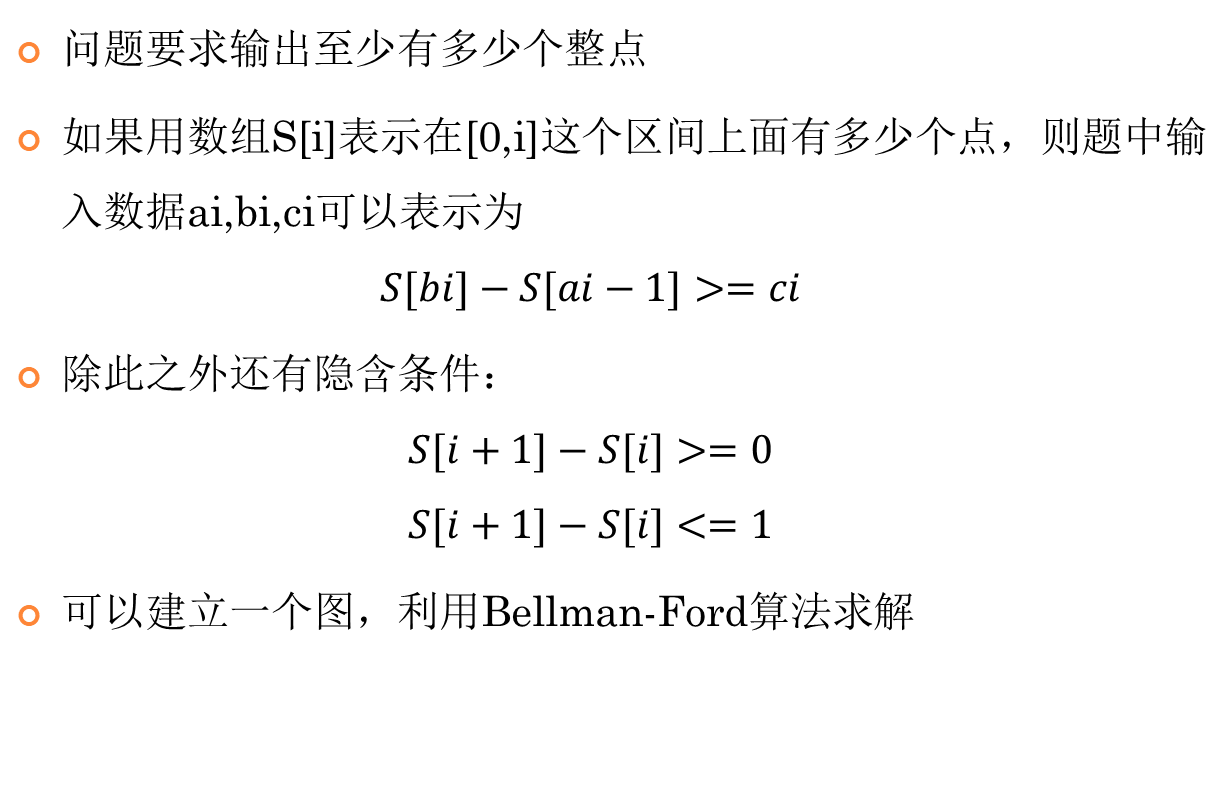 问题要求输出至少有多少个整点
如果用数组S[i]表示在[0,i]这个区间上面有多少个点，则题中输
入数据ai,bi,ci可以表示为
S[bi] − S[ai − 1] >= ci
除此之外还有隐含条件：
S[i + 1] − S[i] >= 0
S[i + 1] − S[i] <= 1
可以建立一个图，利用Bellman-Ford算法求解